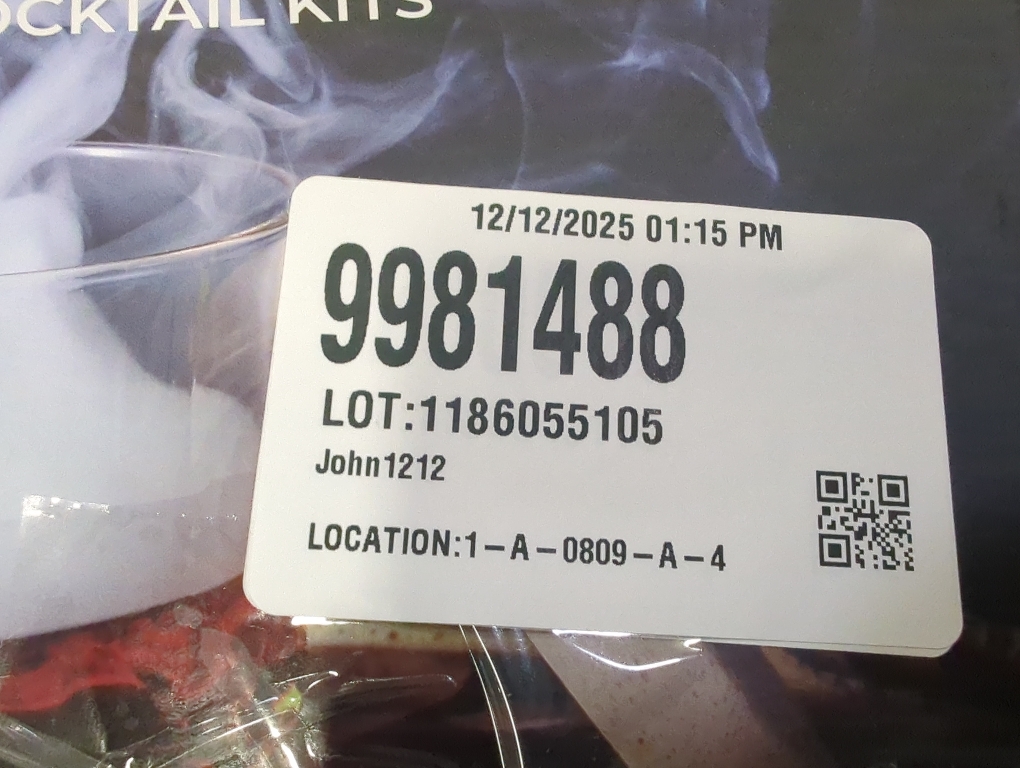 OCKTAIL KITS
12/12/2025 01:15 PM
9981488
LOT:1186055105
John1212
LOCATION:1-A-0809-A-4